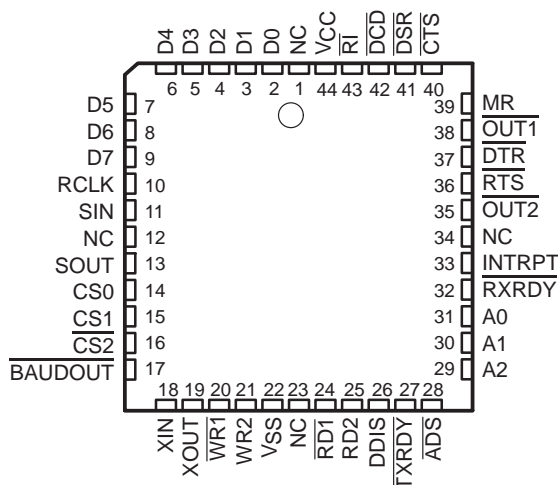 D4 D3 D2 D1 D0 NC VCC RI DCD DSR CTS
6 5 4 3 2 1 44 43 42 41 40
D5 7 39 MR
D6 8 38 OUT1
D7 9 37 DTR
RCLK 10 36 RTS
SIN 11 35 OUT2
NC 12 34 NC
SOUT 13 33 INTRPT
CS0 14 32 RXRDY
CS1 15 31 A0
CS2 16 30 A1
BAUDOUT 17 29 A2
18 19 20 21 22 23 24 25 26 27 28
XIN XOUT WR1 WR2 VSS NC RD1 RD2 DDIS TXRDY ADS